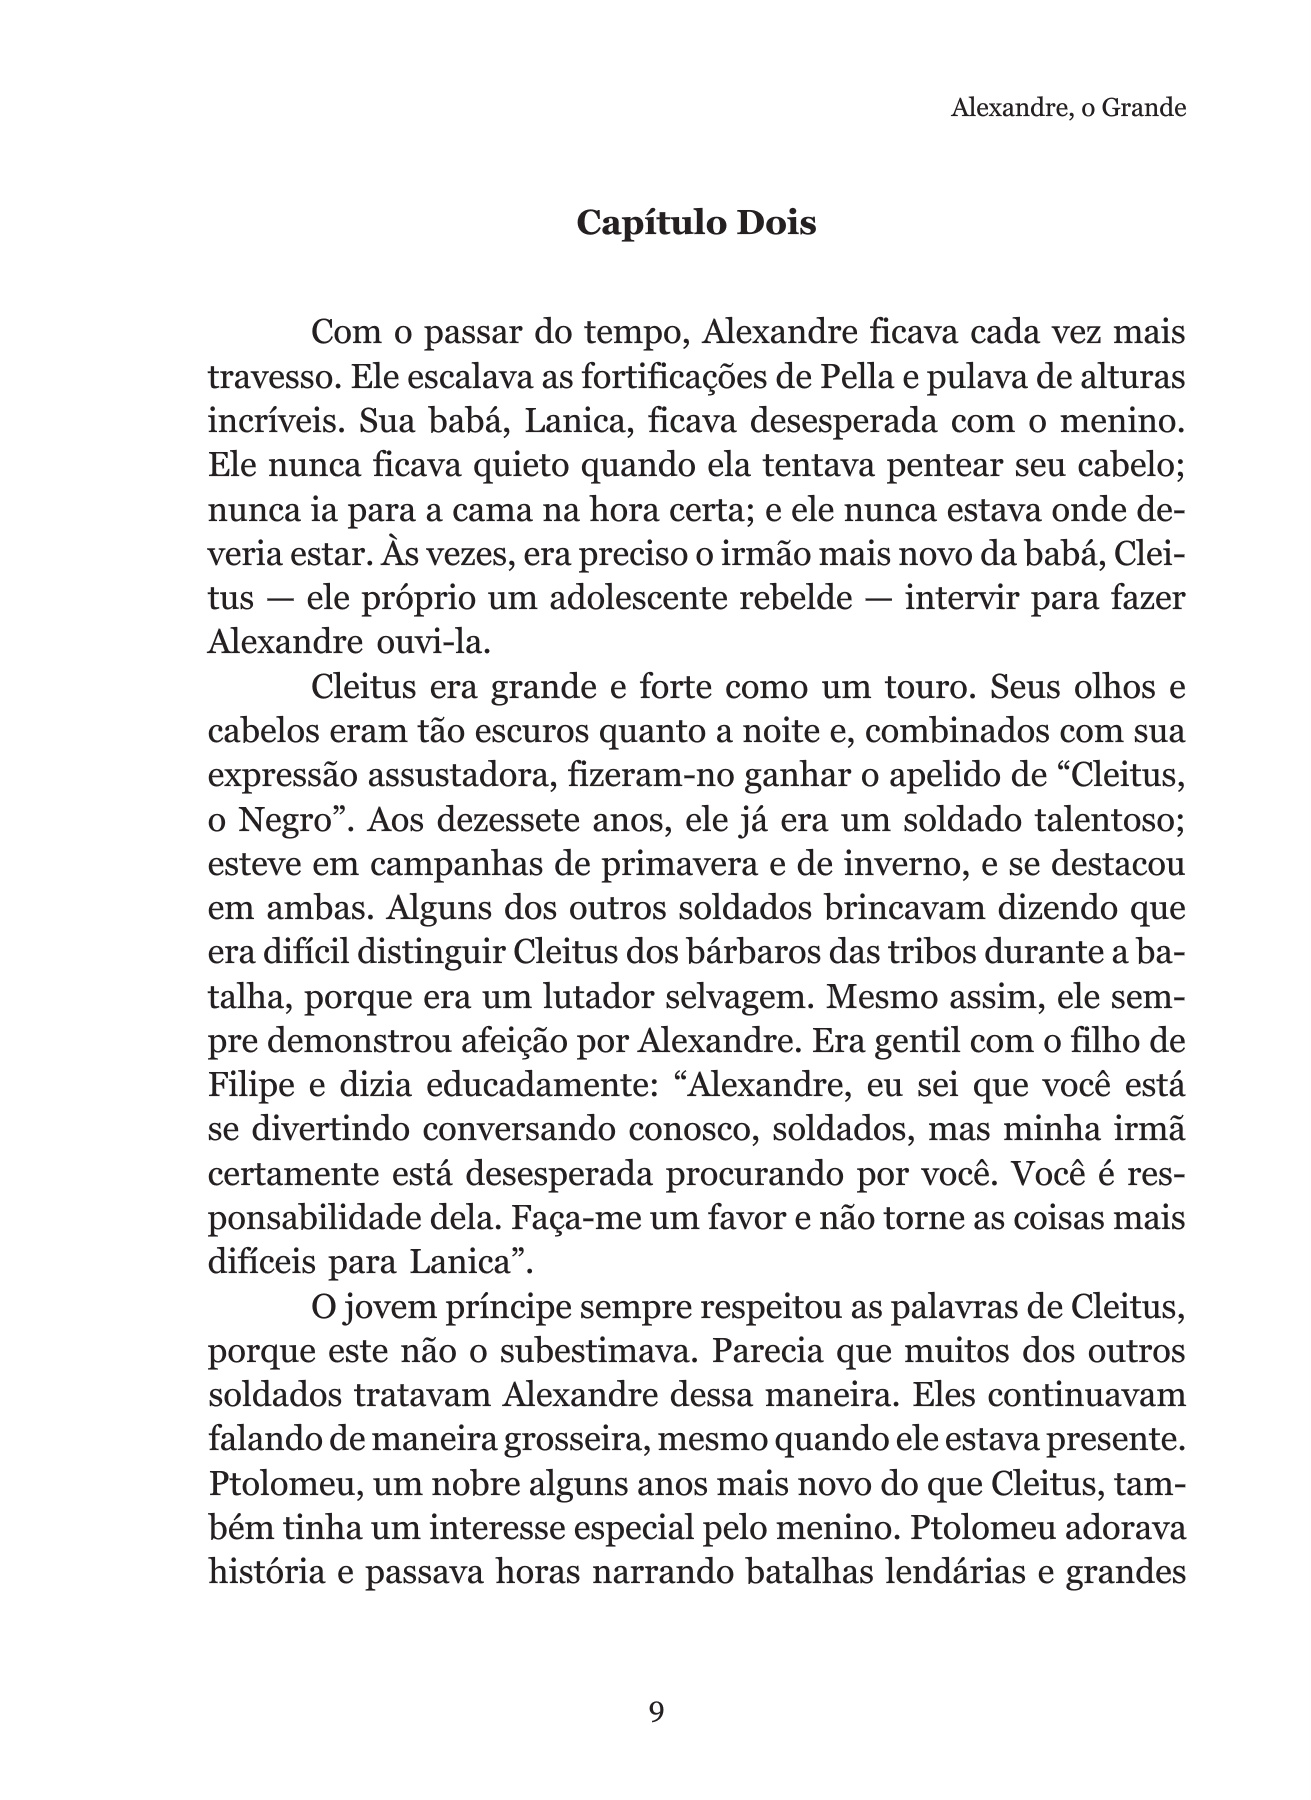 Alexandre, o Grande
Capítulo Dois
Com o passar do tempo, Alexandre ficava cada vez mais
travesso. Ele escalava as fortificações de Pella e pulava de alturas
incríveis. Sua babá, Lanica, ficava desesperada com o menino.
Ele nunca ficava quieto quando ela tentava pentear seu cabelo;
nunca ia para a cama na hora certa; e ele nunca estava onde de-
veria estar. Às vezes, era preciso o irmão mais novo da babá, Clei-
tus — ele próprio um adolescente rebelde — intervir para fazer
Alexandre ouvi-la.
Cleitus era grande e forte como um touro. Seus olhos e
cabelos eram tão escuros quanto a noite e, combinados com sua
expressão assustadora, fizeram-no ganhar o apelido de “Cleitus,
o Negro”. Aos dezessete anos, ele já era um soldado talentoso;
esteve em campanhas de primavera e de inverno, e se destacou
em ambas. Alguns dos outros soldados brincavam dizendo que
era difícil distinguir Cleitus dos bárbaros das tribos durante a ba-
talha, porque era um lutador selvagem. Mesmo assim, ele sem-
pre demonstrou afeição por Alexandre. Era gentil com o filho de
Filipe e dizia educadamente: “Alexandre, eu sei que você está
se divertindo conversando conosco, soldados, mas minha irmã
certamente está desesperada procurando por você. Você é res-
ponsabilidade dela. Faça-me um favor e não torne as coisas mais
difíceis para Lanica”.
O jovem príncipe sempre respeitou as palavras de Cleitus,
porque este não o subestimava. Parecia que muitos dos outros
soldados tratavam Alexandre dessa maneira. Eles continuavam
falando de maneira grosseira, mesmo quando ele estava presente.
Ptolomeu, um nobre alguns anos mais novo do que Cleitus, tam-
bém tinha um interesse especial pelo menino. Ptolomeu adorava
história e passava horas narrando batalhas lendárias e grandes
9